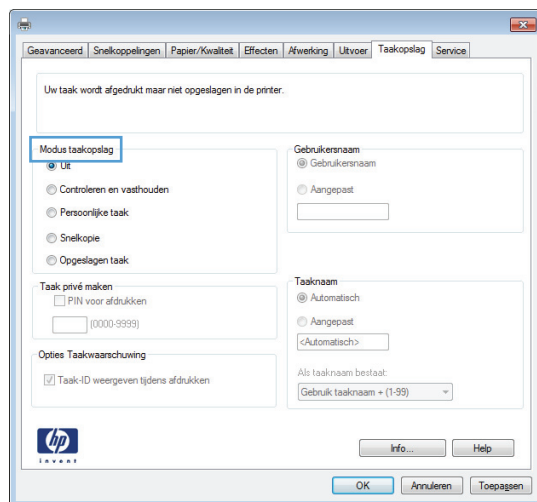 Geavanceerd Snelkoppelingen Papier/Kwaliteit Effecten Afwerking Uitvoer Taakopslag Service
Uw taak wordt afgedrukt maar niet opgeslagen in de printer.
Modus taakopslag
Uit
Controleren en vasthouden
Persoonlijke taak
Snelkopie
Opgeslagen taak
Gebruikersnaam
Gebruikersnaam
Aangepast
Taak privé maken
PIN voor afdrukken
(0000-9999)
Opties Taakwaarschuwing
Taak-ID weergeven tijdens afdrukken
Taaknaam
Automatisch
Aangepast
<Automatisch>
Als taaknaam bestaat:
Gebruik taaknaam + (1-99)
hp
invent
Info... Help
OK Annuleren Toepassen